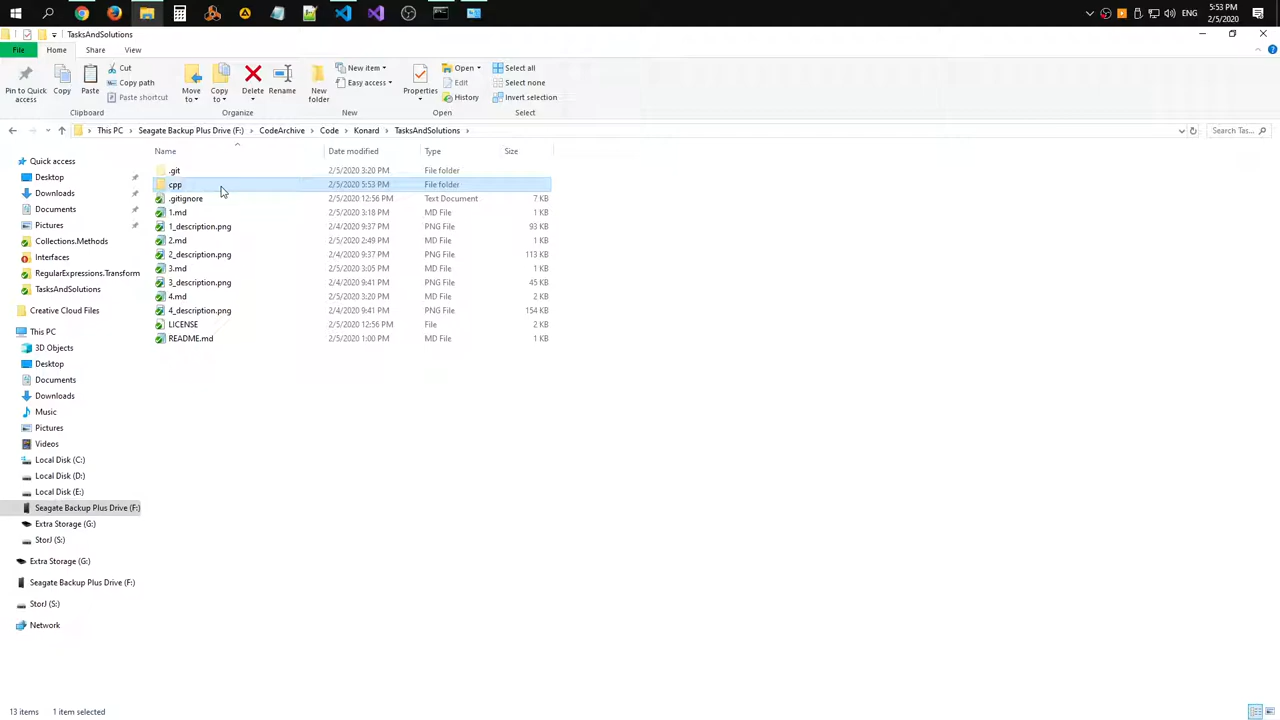 5:53 PM
ENG
2/5/2020
TasksAndSolutions
File Home Share View
Pin to Quick access
Copy
Paste
Cut
Copy path
Paste shortcut
Clipboard
Move to
Copy to
Delete
Rename
Organize
New folder
New item
Easy access
New
Properties
Open
Edit
History
Open
Select all
Select none
Invert selection
Select
This PC > Seagate Backup Plus Drive (F:) > CodeArchive > Code > Konard > TasksAndSolutions >
Search Tas...
Name Date modified Type Size
.git 2/5/2020 3:20 PM File folder
cpp 2/5/2020 5:53 PM File folder
.gitignore 2/5/2020 12:56 PM Text Document 7 KB
1.md 2/5/2020 3:18 PM MD File 1 KB
1_description.png 2/4/2020 9:37 PM PNG File 93 KB
2.md 2/5/2020 2:49 PM MD File 1 KB
2_description.png 2/4/2020 9:37 PM PNG File 113 KB
3.md 2/5/2020 3:05 PM MD File 1 KB
3_description.png 2/4/2020 9:41 PM PNG File 45 KB
4.md 2/5/2020 3:20 PM MD File 2 KB
4_description.png 2/4/2020 9:41 PM PNG File 154 KB
LICENSE 2/5/2020 12:56 PM File 2 KB
README.md 2/5/2020 1:00 PM MD File 1 KB
Quick access
Desktop
Downloads
Documents
Pictures
Collections.Methods
Interfaces
RegularExpressions.Transform
TasksAndSolutions
Creative Cloud Files
This PC
3D Objects
Desktop
Documents
Downloads
Music
Pictures
Videos
Local Disk (C:)
Local Disk (D:)
Local Disk (E:)
Seagate Backup Plus Drive (F:)
Extra Storage (G:)
StorJ (S:)
Extra Storage (G:)
Seagate Backup Plus Drive (F:)
StorJ (S:)
Network
13 items 1 item selected